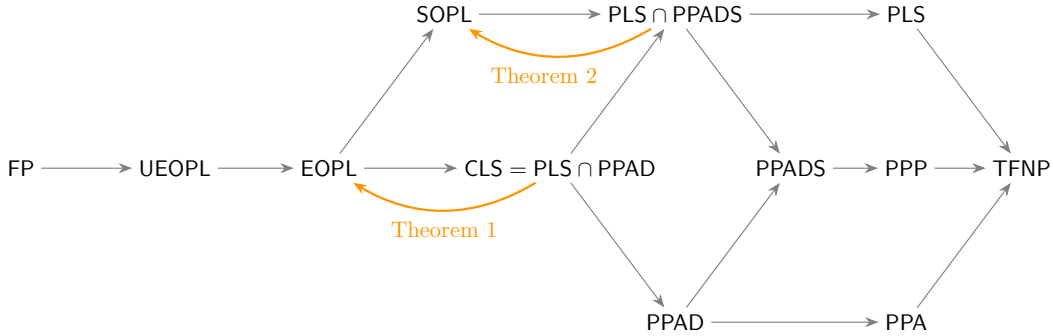 SOPL
PLS ∩ PPADS
PLS
Theorem 2
FP
UEOPL
EOPL
CLS = PLS ∩ PPAD
PPADS
PPP
TFNP
Theorem 1
PPAD
PPA